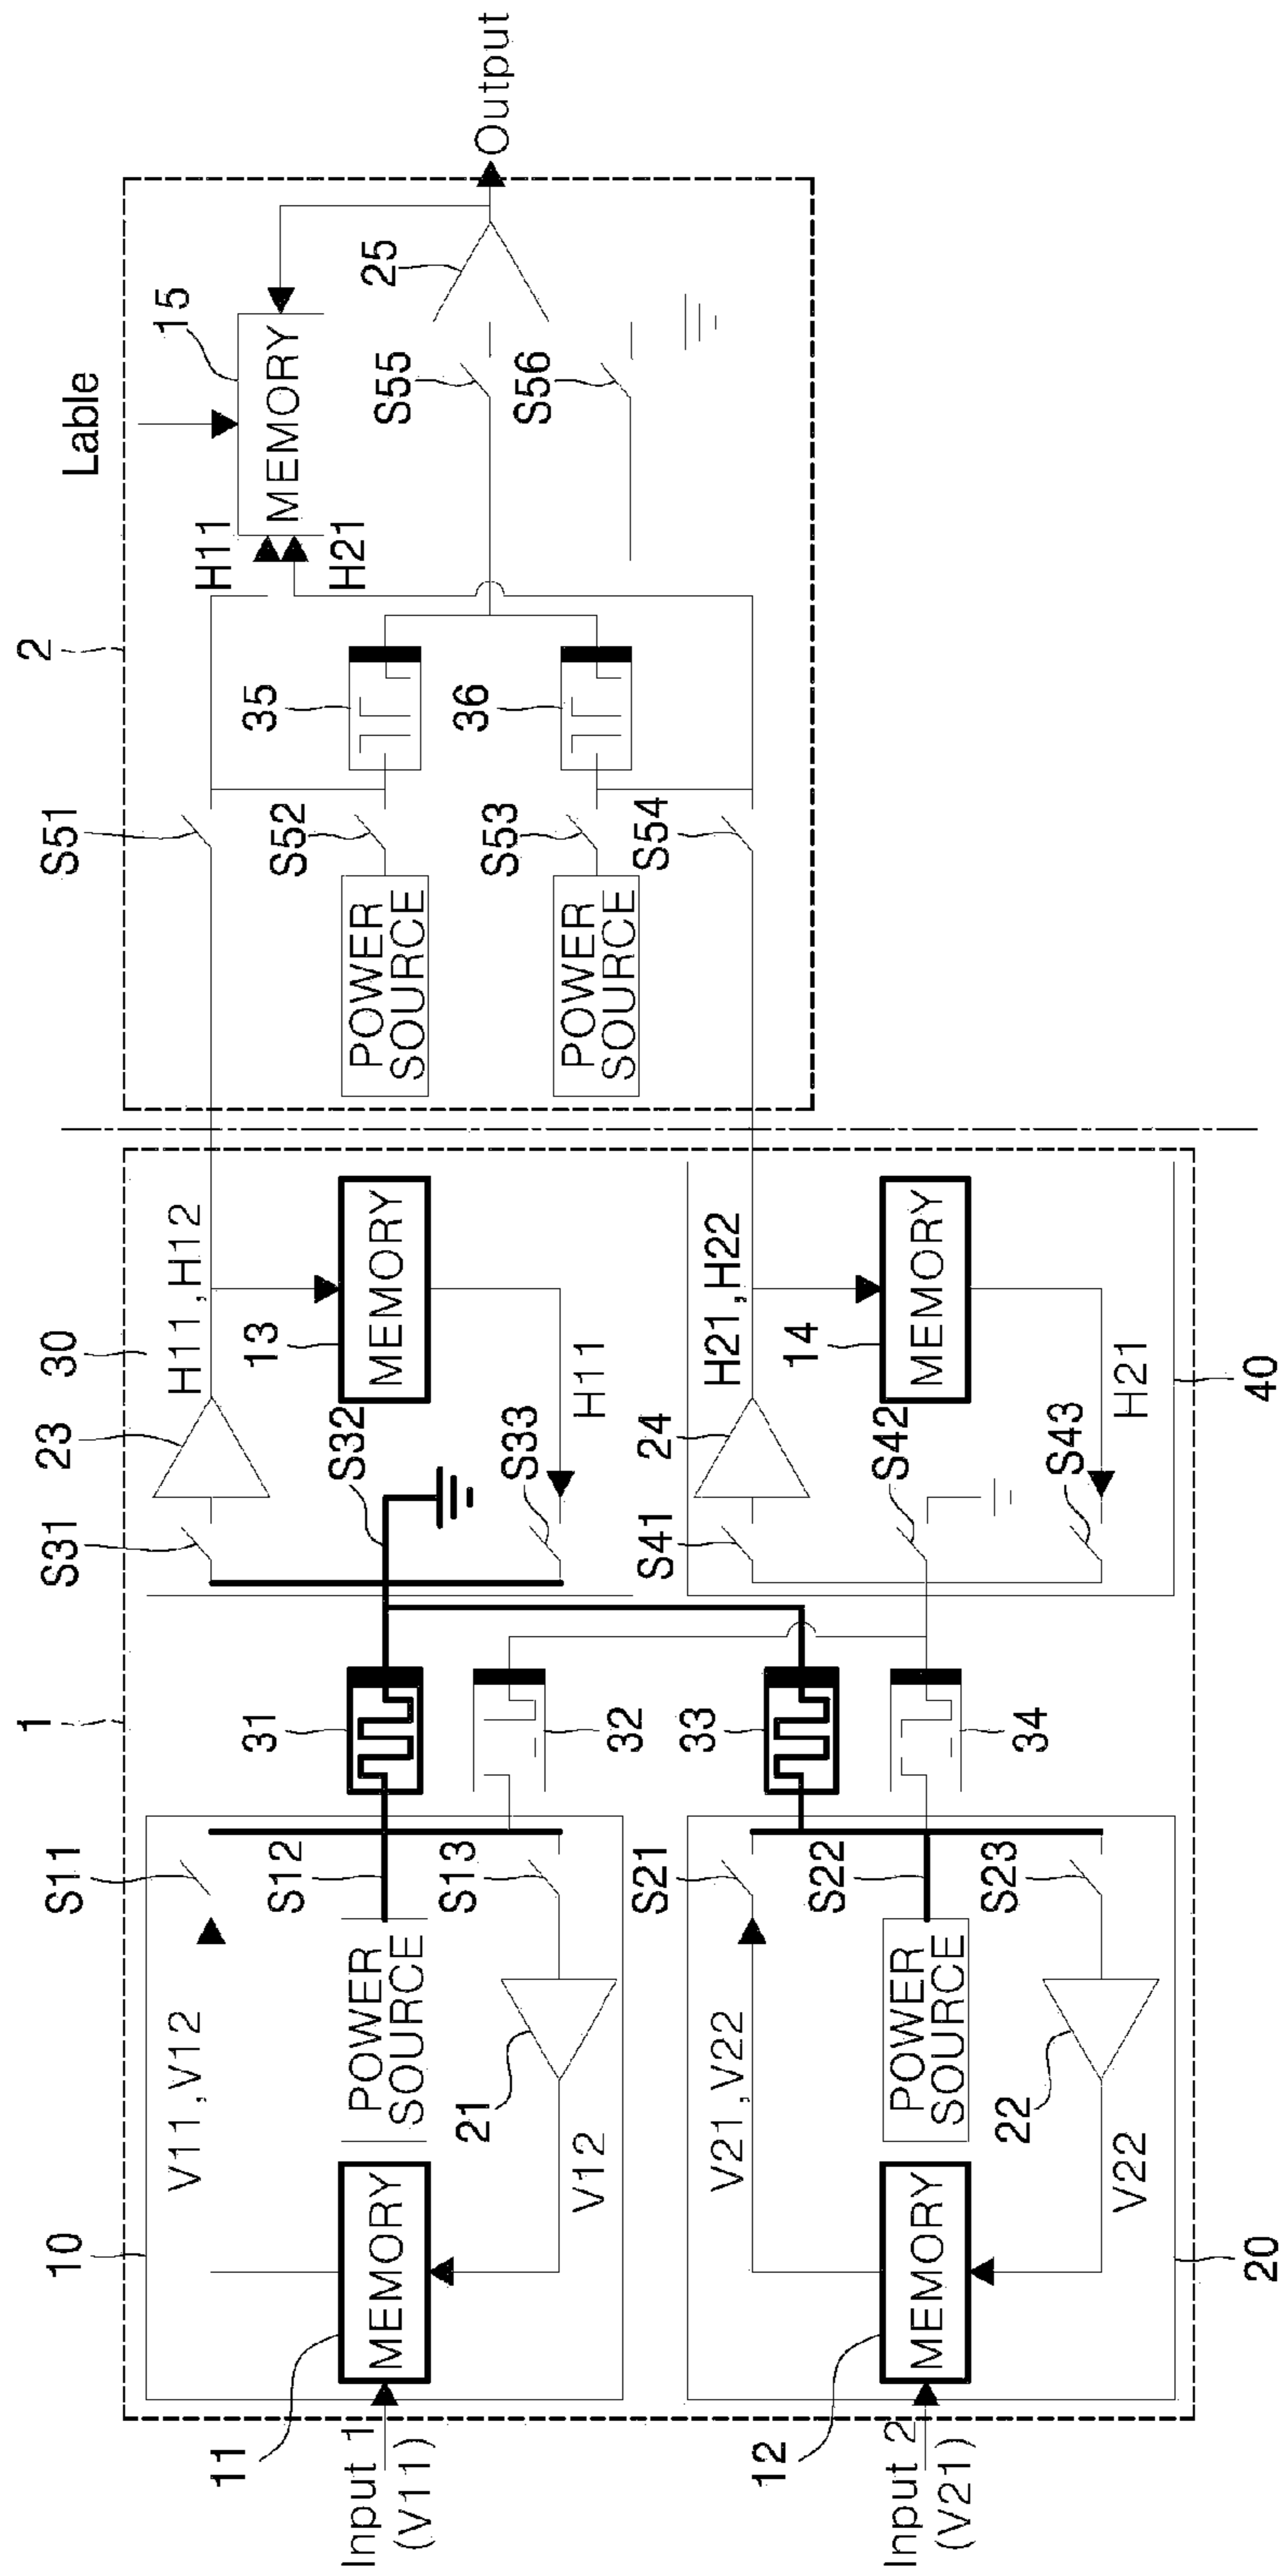 Input 1
(V11)
11
10
MEMORY
V11,V12
V12
POWER
SOURCE
21
S11
S12
S13
1
31
32
S31
S32
S33
23
30
H11,H12
13
MEMORY
H11
Input 2
(V21)
12
20
MEMORY
V21,V22
V22
POWER
SOURCE
22
S21
S22
S23
33
34
S41
S42
S43
24
40
H21,H22
14
MEMORY
H21
2
S51
S52
S53
S54
POWER
SOURCE
POWER
SOURCE
35
36
H11
H21
MEMORY
15
Lable
S55
S56
25
Output